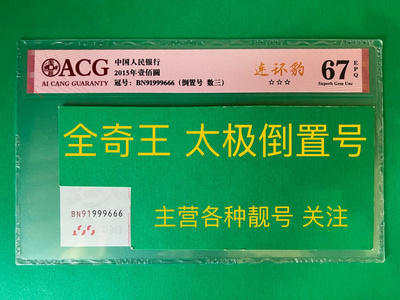 ACG
AI CANG GUARANTY
中国人民银行
2015年壹佰圆
冠号: BN91999666 (倒置号 数三)
连环豹
☆☆☆
67 EPQ
Superb Gem Unc
全奇王 太极倒置号
BN91999666
主营各种靓号 关注